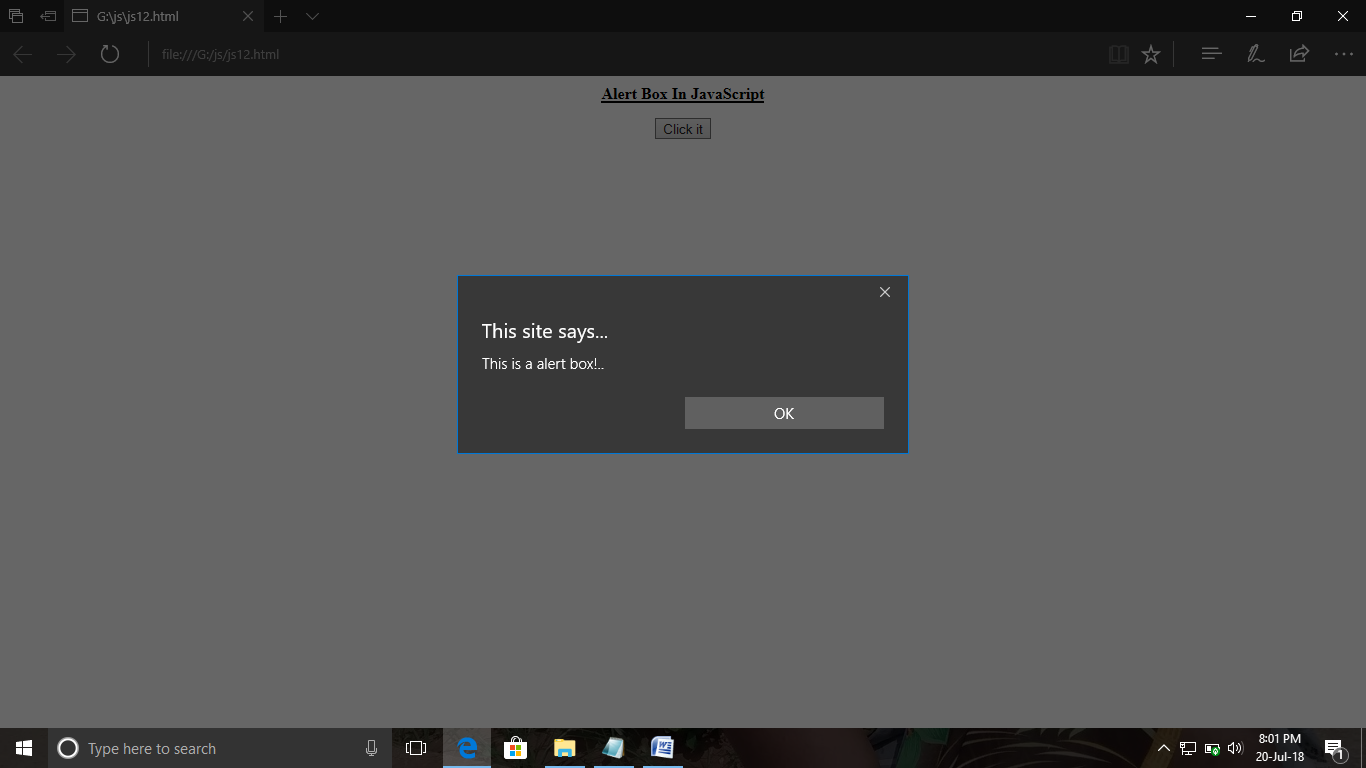 G:\js\js12.html
file:///G:/js/js12.html
Alert Box In JavaScript
Click it
This site says...
This is a alert box!..
OK
Type here to search
8:01 PM
20-Jul-18
1